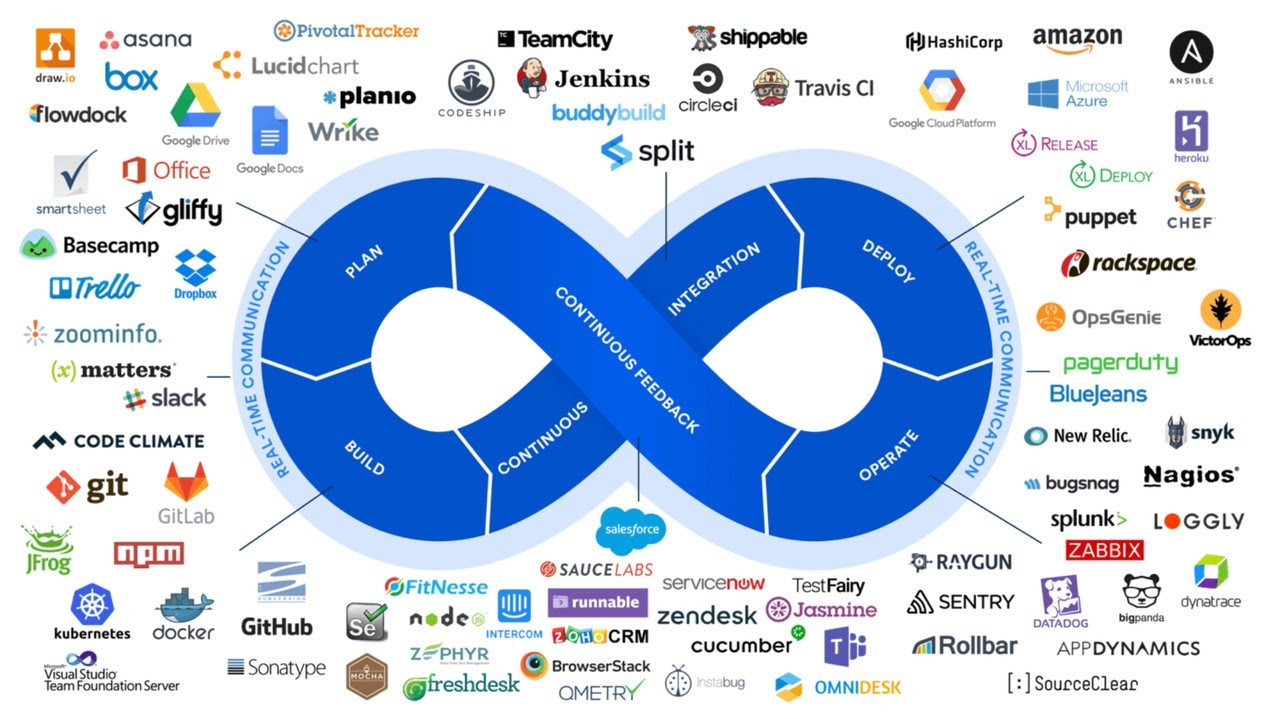 draw.io
asana
PivotalTracker
box
Lucidchart
flowdock
Google Drive
planio
Google Docs
Wrike
smartsheet
Office
gliffy
Basecamp
Trello
Dropbox
TC
TeamCity
shippable
CODESHIP
Jenkins
buddybuild
circleci
Travis CI
split
HashiCorp
amazon
ANSIBLE
Google Cloud Platform
Microsoft
Azure
XL RELEASE
heroku
XL DEPLOY
puppet
CHEF
rackspace
PLAN
CONTINUOUS FEEDBACK
INTEGRATION
DEPLOY
BUILD
CONTINUOUS
OPERATE
REAL-TIME COMMUNICATION
REAL-TIME COMMUNICATION
zoominfo.
(x) matters
slack
OpsGenie
VictorOps
pagerduty
BlueJeans
CODE CLIMATE
git
GitLab
JFrog
npm
kubernetes
docker
SUBVERSION
GitHub
Microsoft
Visual Studio
Team Foundation Server
Sonatype
salesforce
FitNesse
SAUCELABS
servicenow
TestFairy
Se
node
JS
INTERCOM
runnable
zendesk
Jasmine
ZOHO CRM
cucumber
T
ZEPHYR
MOCHA
freshdesk
BrowserStack
QMETRY
Instabug
OMNIDESK
New Relic.
snyk
bugsnag
Nagios®
splunk>
LOGGLY
ZABBIX
RAYGUN
SENTRY
DATADOG
bigpanda
dynatrace
Rollbar
APPDYNAMICS
[:]SourceClear